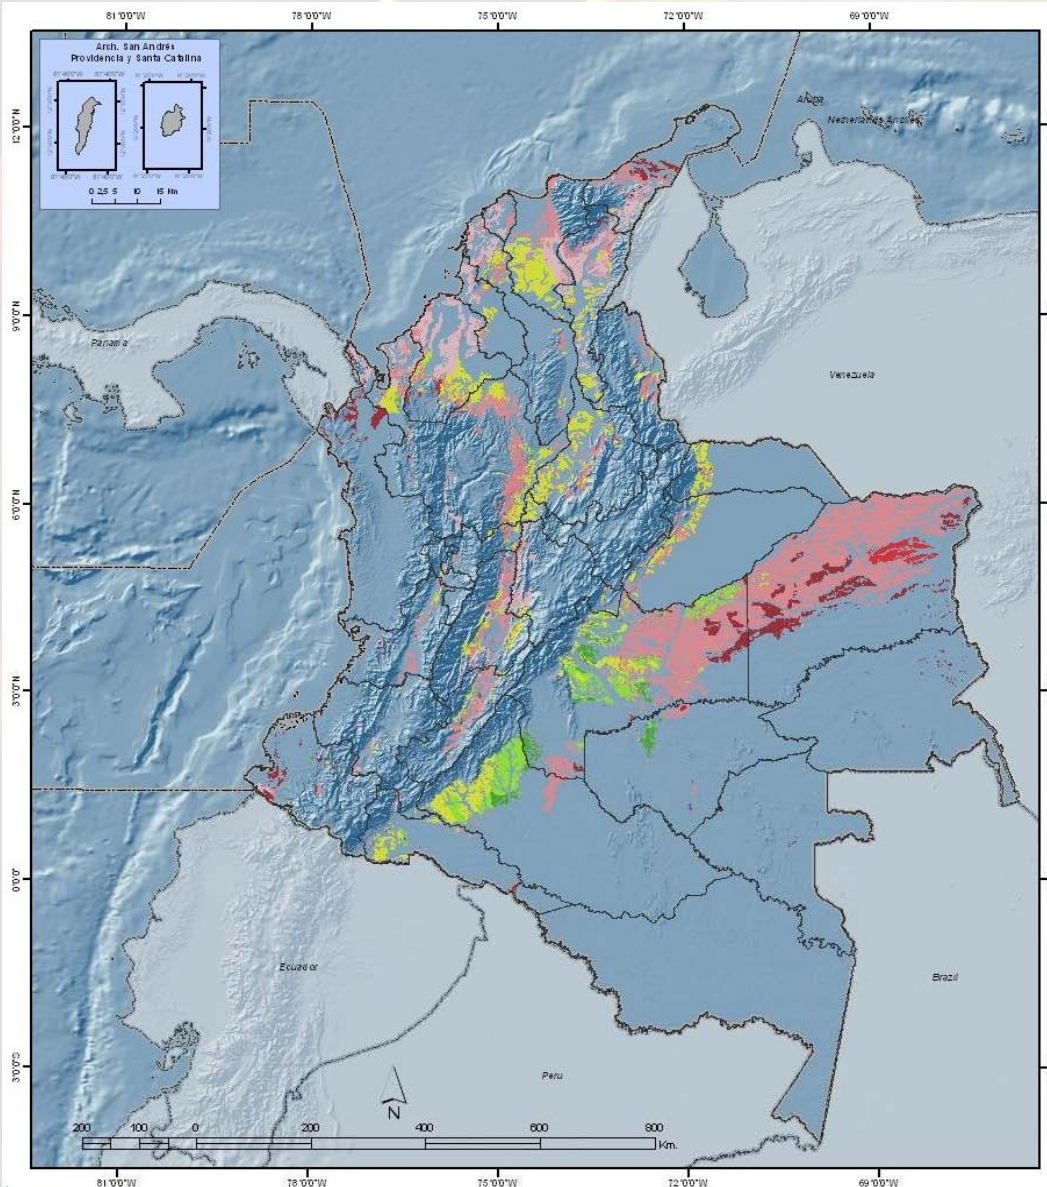 81°0'0"W 78°0'0"W 75°0'0"W 72°0'0"W 69°0'0"W
Arch. San Andrés
Providencia y Santa Catalina
0 2,5 5 10 15 Km
12°0'0"N
9°0'0"N
6°0'0"N
3°0'0"N
0°0'0"
3°0'0"S
Aruba
Netherlands Antilles
Panama
Venezuela
Ecuador
Brazil
Peru
N
200 100 0 200 400 600 800
Km.
81°0'0"W 78°0'0"W 75°0'0"W 72°0'0"W 69°0'0"W